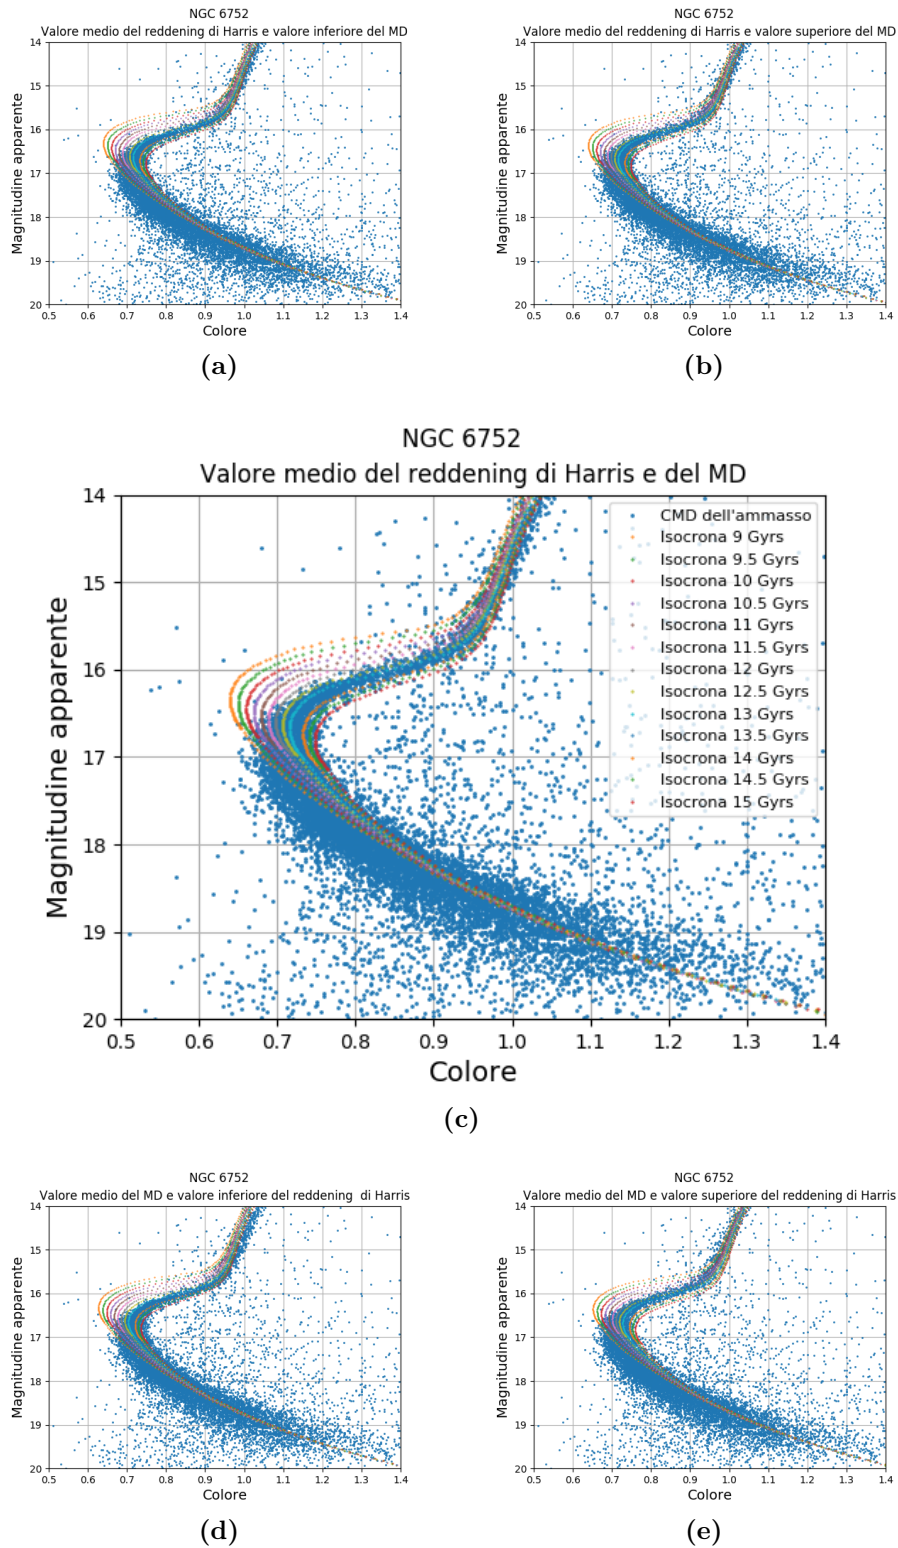 NGC 6752
Valore medio del reddening di Harris e valore inferiore del MD
14
15
16
17
18
19
20
Magnitudine apparente
0.5 0.6 0.7 0.8 0.9 1.0 1.1 1.2 1.3 1.4
Colore
(a)
NGC 6752
Valore medio del reddening di Harris e valore superiore del MD
14
15
16
17
18
19
20
Magnitudine apparente
0.5 0.6 0.7 0.8 0.9 1.0 1.1 1.2 1.3 1.4
Colore
(b)
NGC 6752
Valore medio del reddening di Harris e del MD
14
15
16
17
18
19
20
Magnitudine apparente
CMD dell'ammasso
Isocrona 9 Gyrs
Isocrona 9.5 Gyrs
Isocrona 10 Gyrs
Isocrona 10.5 Gyrs
Isocrona 11 Gyrs
Isocrona 11.5 Gyrs
Isocrona 12 Gyrs
Isocrona 12.5 Gyrs
Isocrona 13 Gyrs
Isocrona 13.5 Gyrs
Isocrona 14 Gyrs
Isocrona 14.5 Gyrs
Isocrona 15 Gyrs
0.5 0.6 0.7 0.8 0.9 1.0 1.1 1.2 1.3 1.4
Colore
(c)
NGC 6752
Valore medio del MD e valore inferiore del reddening di Harris
14
15
16
17
18
19
20
Magnitudine apparente
0.5 0.6 0.7 0.8 0.9 1.0 1.1 1.2 1.3 1.4
Colore
(d)
NGC 6752
Valore medio del MD e valore superiore del reddening di Harris
14
15
16
17
18
19
20
Magnitudine apparente
0.5 0.6 0.7 0.8 0.9 1.0 1.1 1.2 1.3 1.4
Colore
(e)